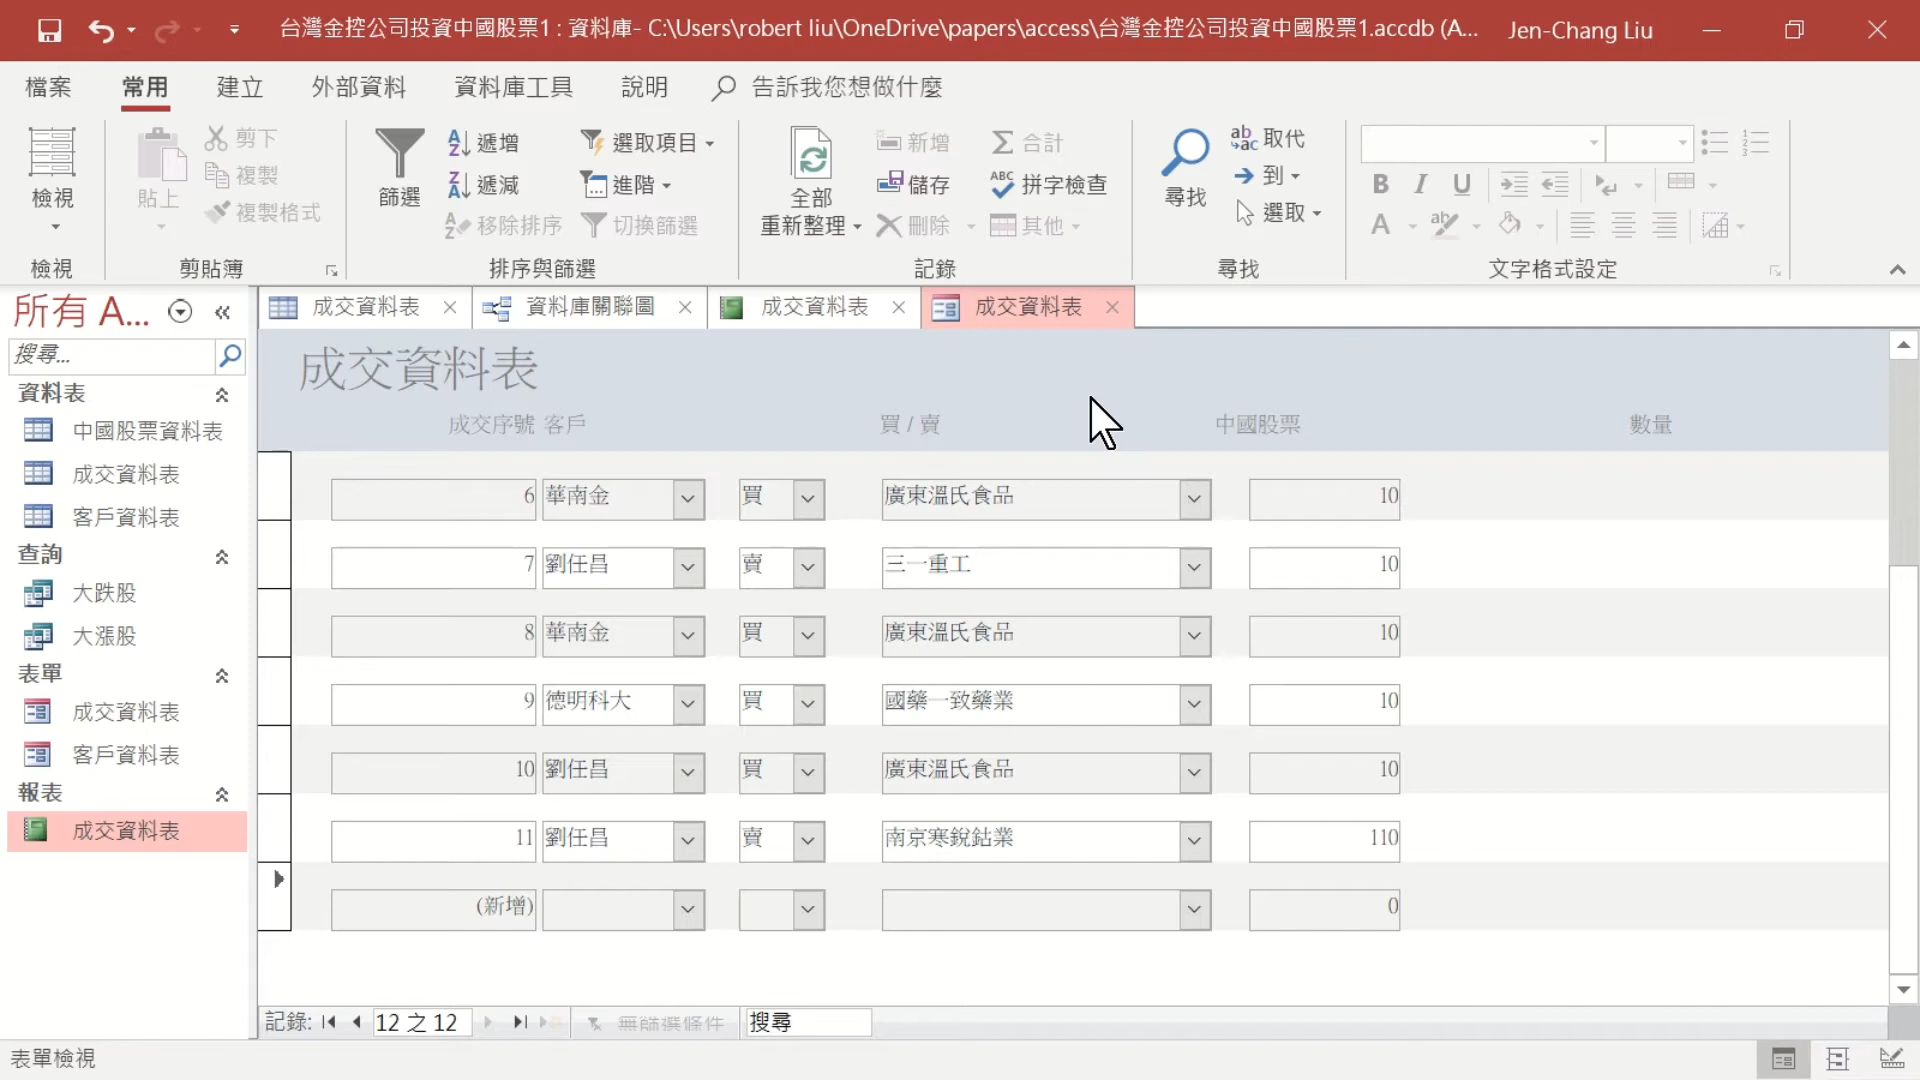 台灣金控公司投資中國股票1 : 資料庫- C:\Users\robert liu\OneDrive\papers\access\台灣金控公司投資中國股票1.accdb (A... Jen-Chang Liu
檔案 常用 建立 外部資料 資料庫工具 說明 告訴我您想做什麼
檢視
貼上
剪下
複製
複製格式
篩選
遞增
遞減
移除排序
選取項目
進階
切換篩選
全部
重新整理
新增
儲存
刪除
合計
拼字檢查
其他
尋找
取代
到
選取
檢視 剪貼簿 排序與篩選 記錄 尋找 文字格式設定
所有 A...
搜尋...
資料表
中國股票資料表
成交資料表
客戶資料表
查詢
大跌股
大漲股
表單
成交資料表
客戶資料表
報表
成交資料表
成交資料表 資料庫關聯圖 成交資料表 成交資料表
成交資料表
成交序號 客戶 買 / 賣 中國股票 數量
6 華南金 買 廣東溫氏食品 10
7 劉任昌 賣 三一重工 10
8 華南金 買 廣東溫氏食品 10
9 德明科大 買 國藥一致藥業 10
10 劉任昌 買 廣東溫氏食品 10
11 劉任昌 賣 南京寒銳鈷業 110
(新增) 0
記錄: 12 之 12 無篩選條件 搜尋
表單檢視